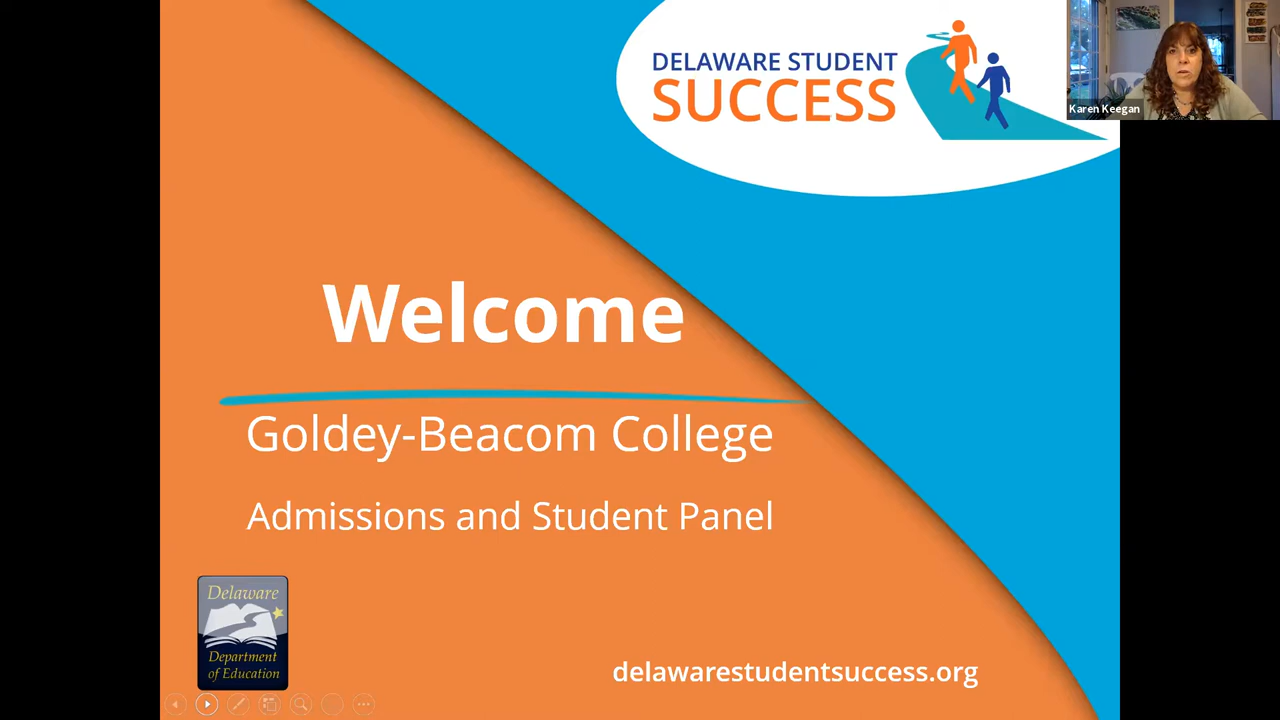 DELAWARE STUDENT
SUCCESS
Karen Keegan
Welcome
Goldey-Beacom College
Admissions and Student Panel
Delaware
Department
of Education
delawarestudentsuccess.org